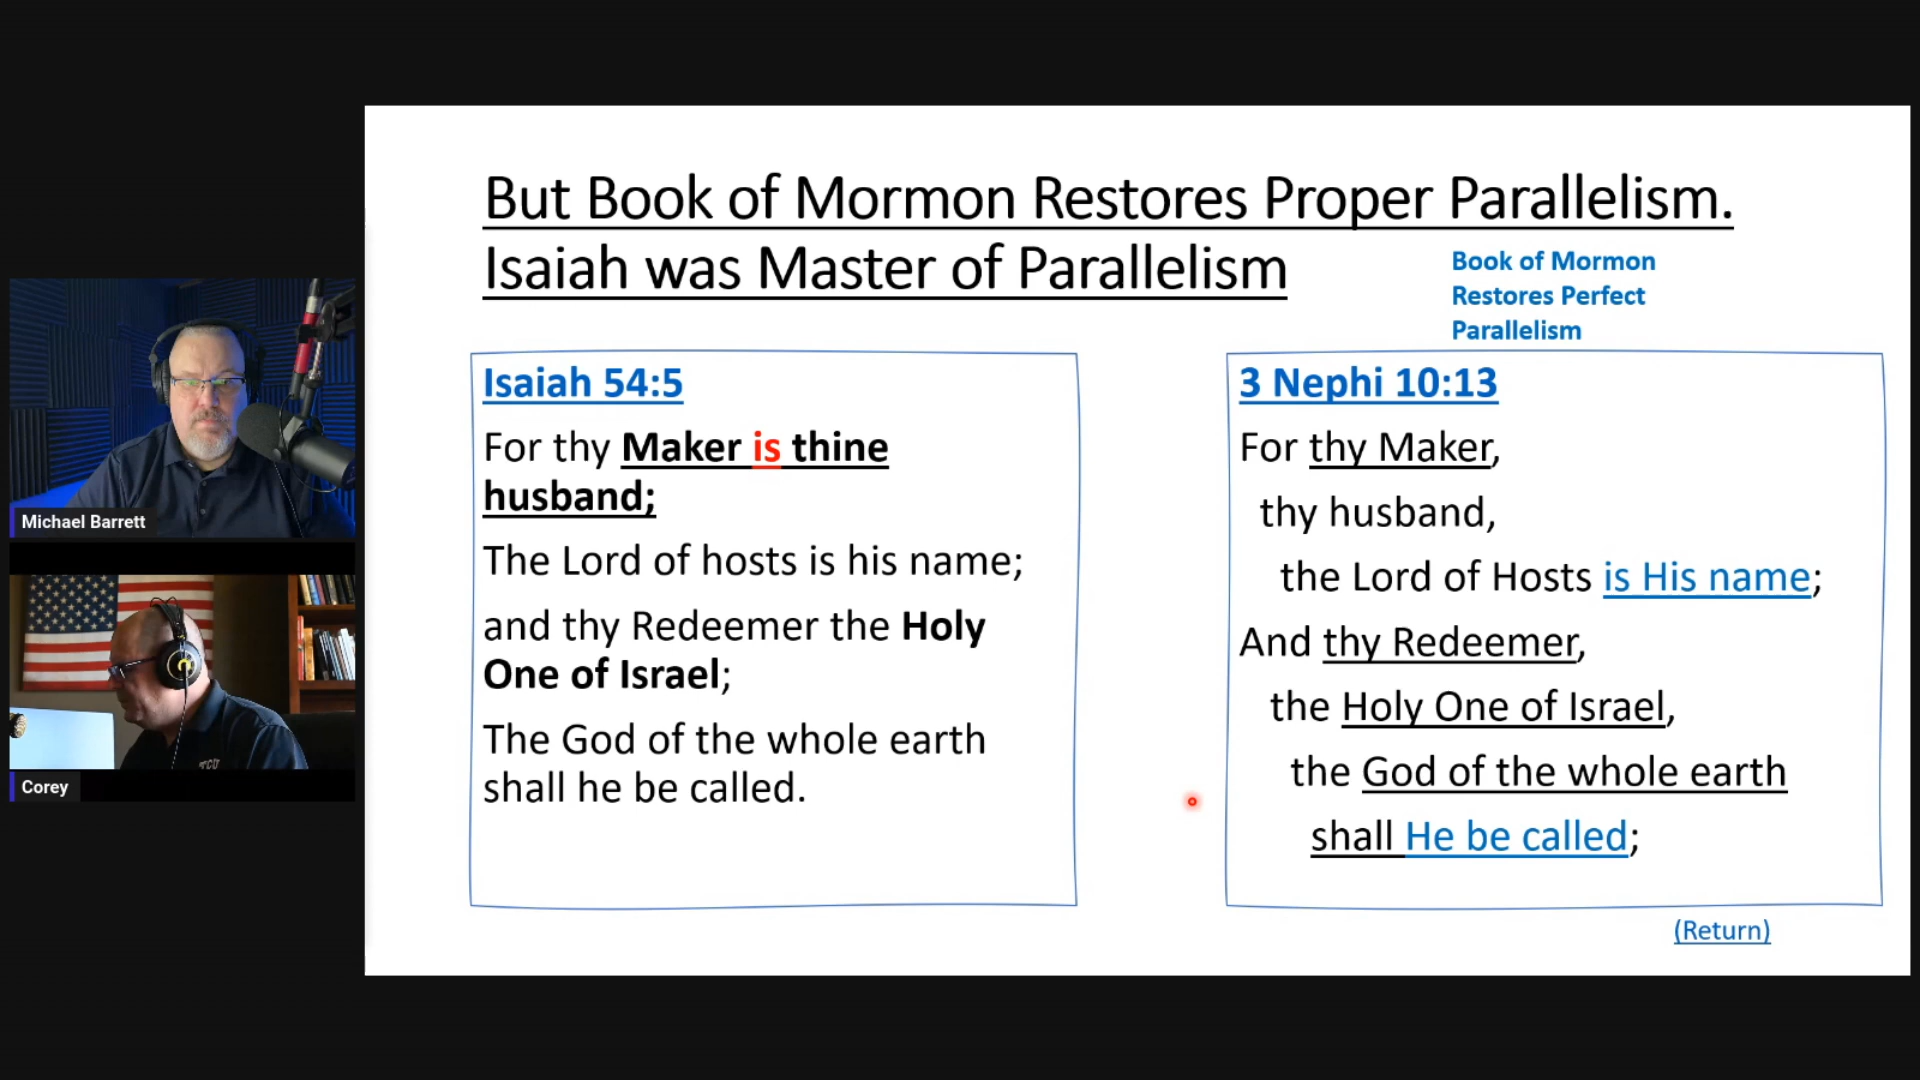 But Book of Mormon Restores Proper Parallelism.
Isaiah was Master of Parallelism
Book of Mormon
Restores Perfect
Parallelism
Isaiah 54:5
For thy Maker is thine
husband;
The Lord of hosts is his name;
and thy Redeemer the Holy
One of Israel;
The God of the whole earth
shall he be called.
3 Nephi 10:13
For thy Maker,
thy husband,
the Lord of Hosts is His name;
And thy Redeemer,
the Holy One of Israel,
the God of the whole earth
shall He be called;
(Return)
Michael Barrett
TCU
Corey